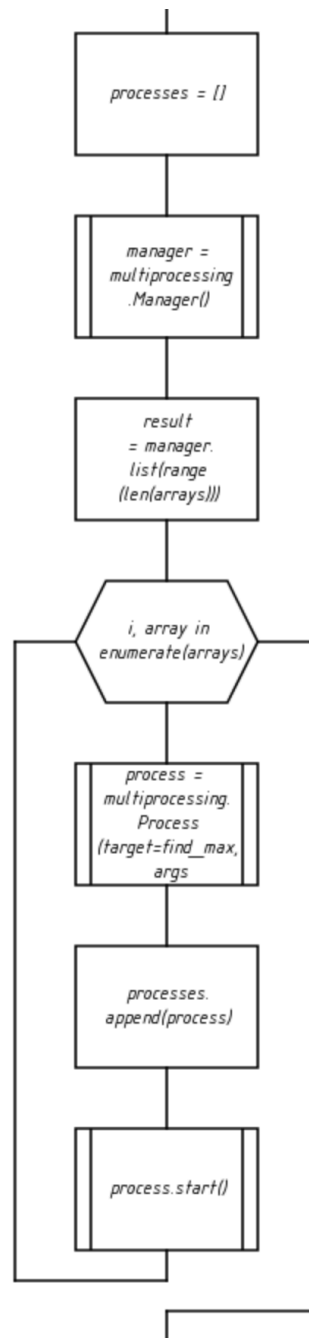 processes = []
manager =
multiprocessing
.Manager()
result
= manager.
list(range
(len(arrays)))
i, array in
enumerate(arrays)
process =
multiprocessing.
Process
(target=find_max,
args
processes.
append(process)
process.start()